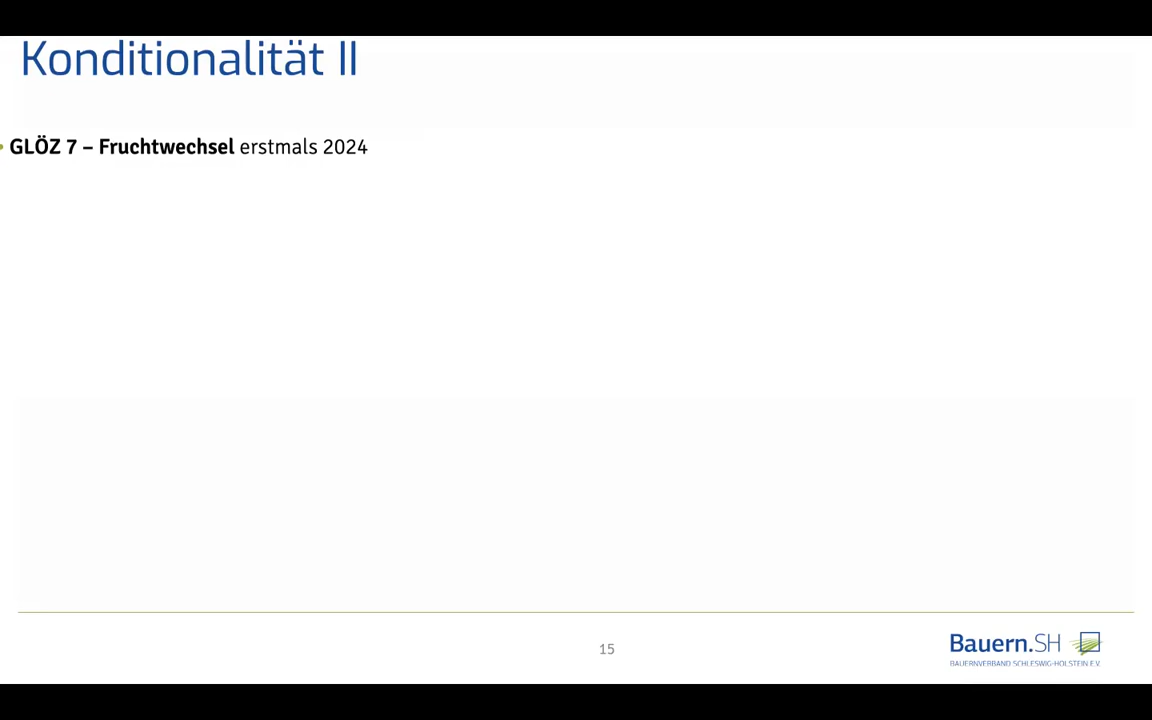 Konditionalität II
• GLÖZ 7 – Fruchtwechsel erstmals 2024
15
Bauern.SH
BAUERNVERBAND SCHLESWIG-HOLSTEIN E.V.